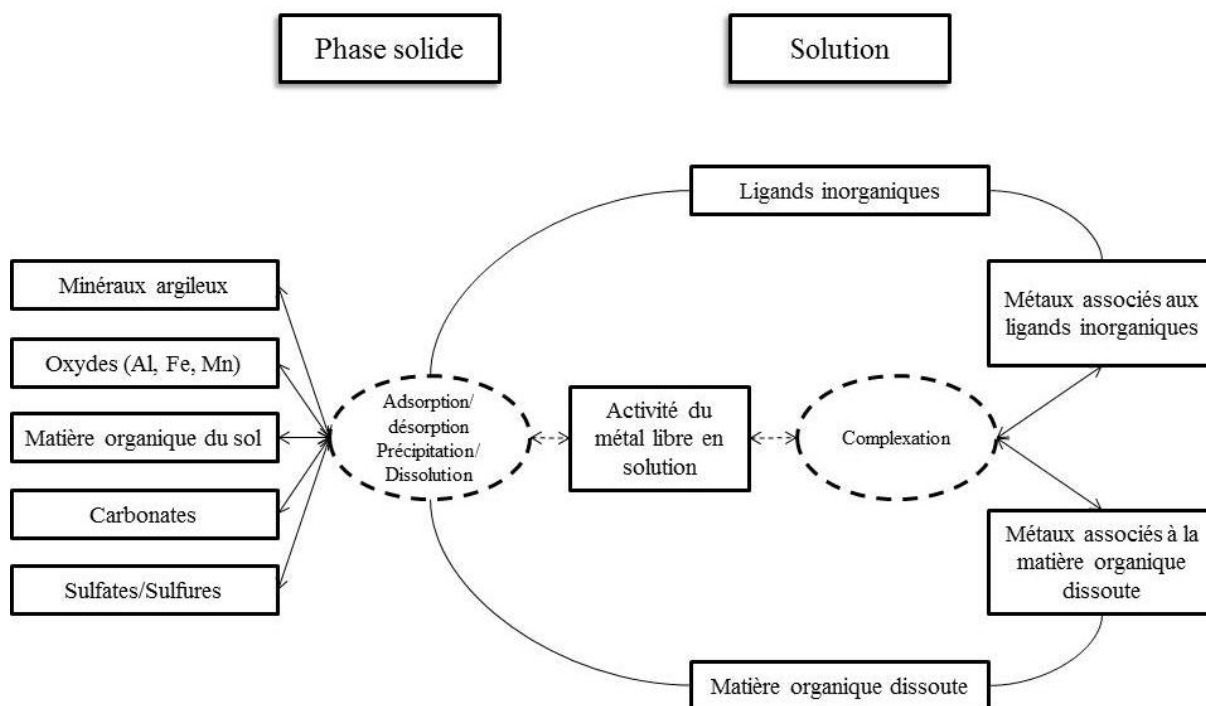 Phase solide
Solution
Ligands inorganiques
Minéraux argileux
Oxydes (Al, Fe, Mn)
Matière organique du sol
Carbonates
Sulfates/Sulfures
Adsorption/
désorption
Précipitation/
Dissolution
Activité du
métal libre en
solution
Complexation
Métaux associés aux
ligands inorganiques
Métaux associés à la
matière organique
dissoute
Matière organique dissoute